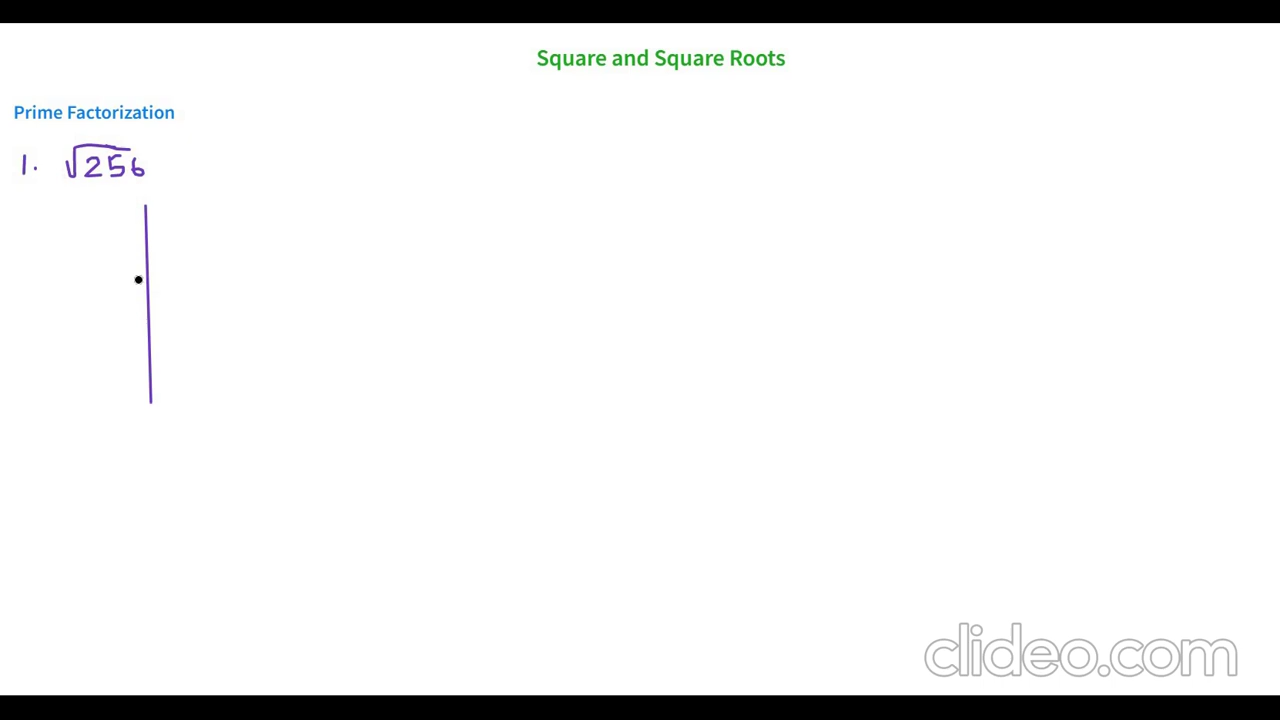 Square and Square Roots
Prime Factorization
1. √256
clideo.com